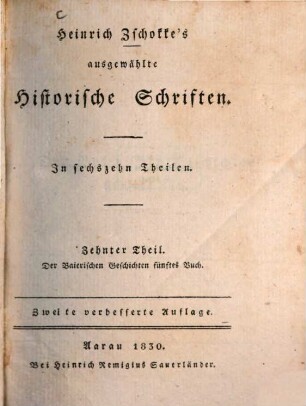 Heinrich Zschokke's
ausgewählte
Historische Schriften.
In sechszehn Theilen.
Zehnter Theil.
Der Baierischen Geschichten fünftes Buch.
Zweite verbesserte Auflage.
Aarau 1830.
Bei Heinrich Remigius Sauerländer.